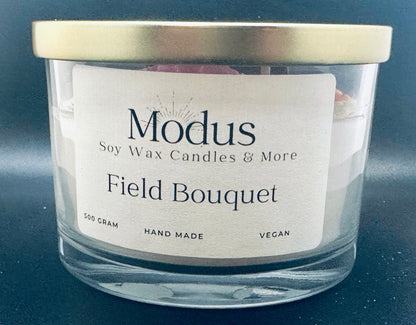 Modus
Soy Wax Candles & More
Field Bouquet
500 GRAM HAND MADE VEGAN